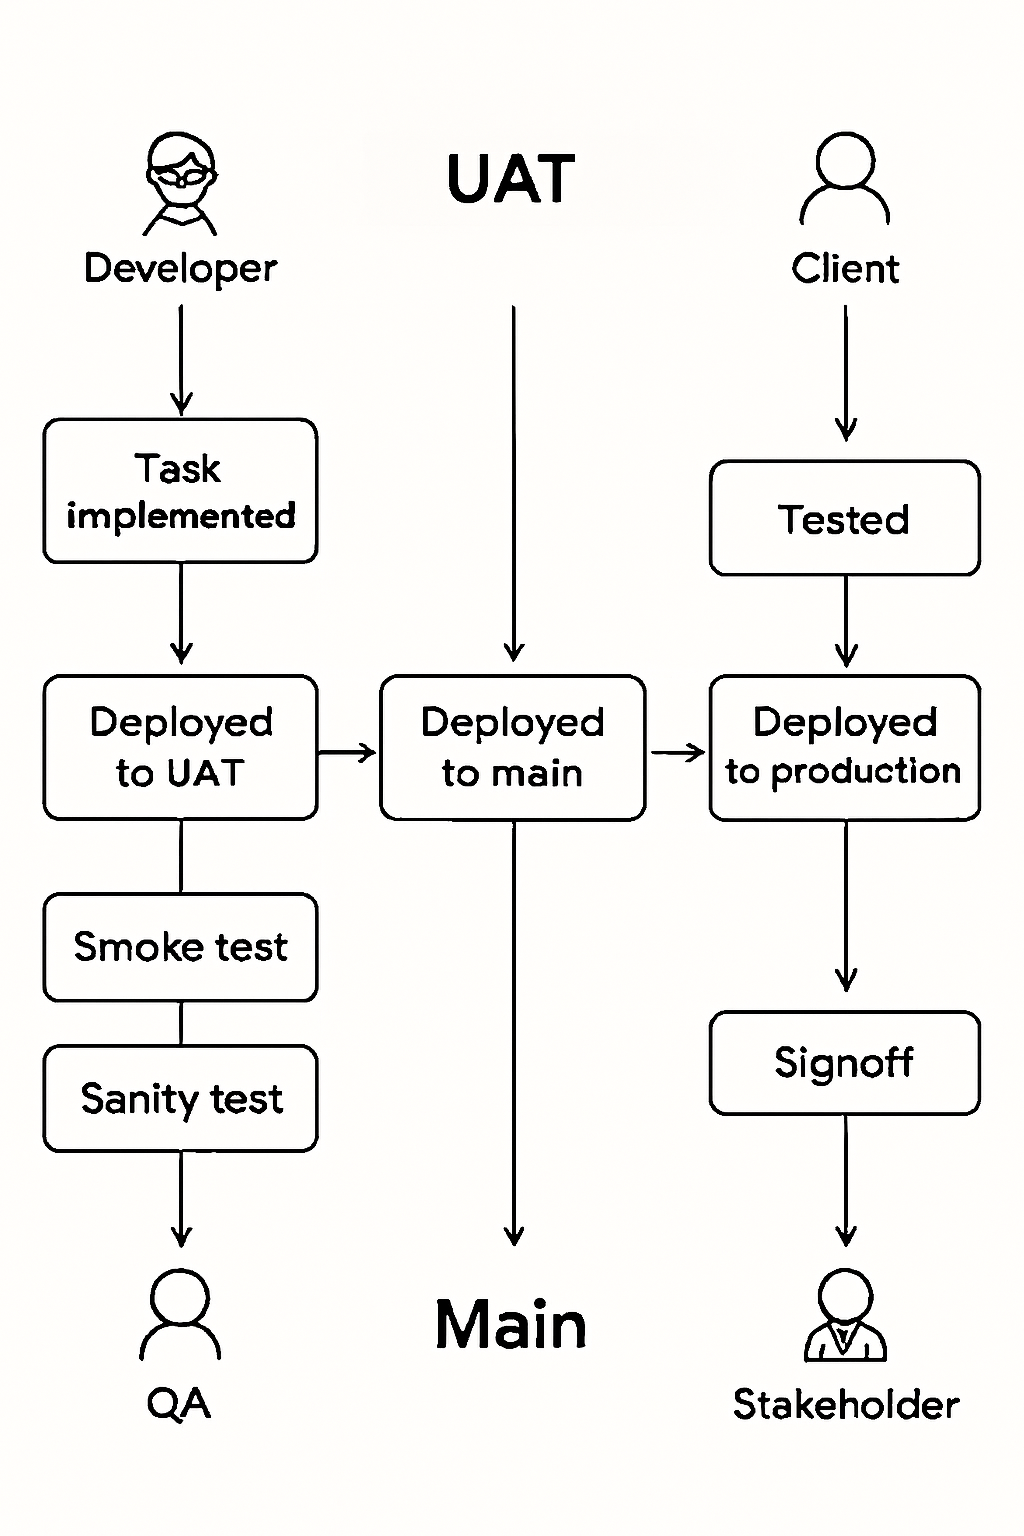 Developer
UAT
Client
Task
implemented
Tested
Deployed
to UAT
Deployed
to main
Deployed
to production
Smoke test
Sanity test
Signoff
QA
Main
Stakeholder